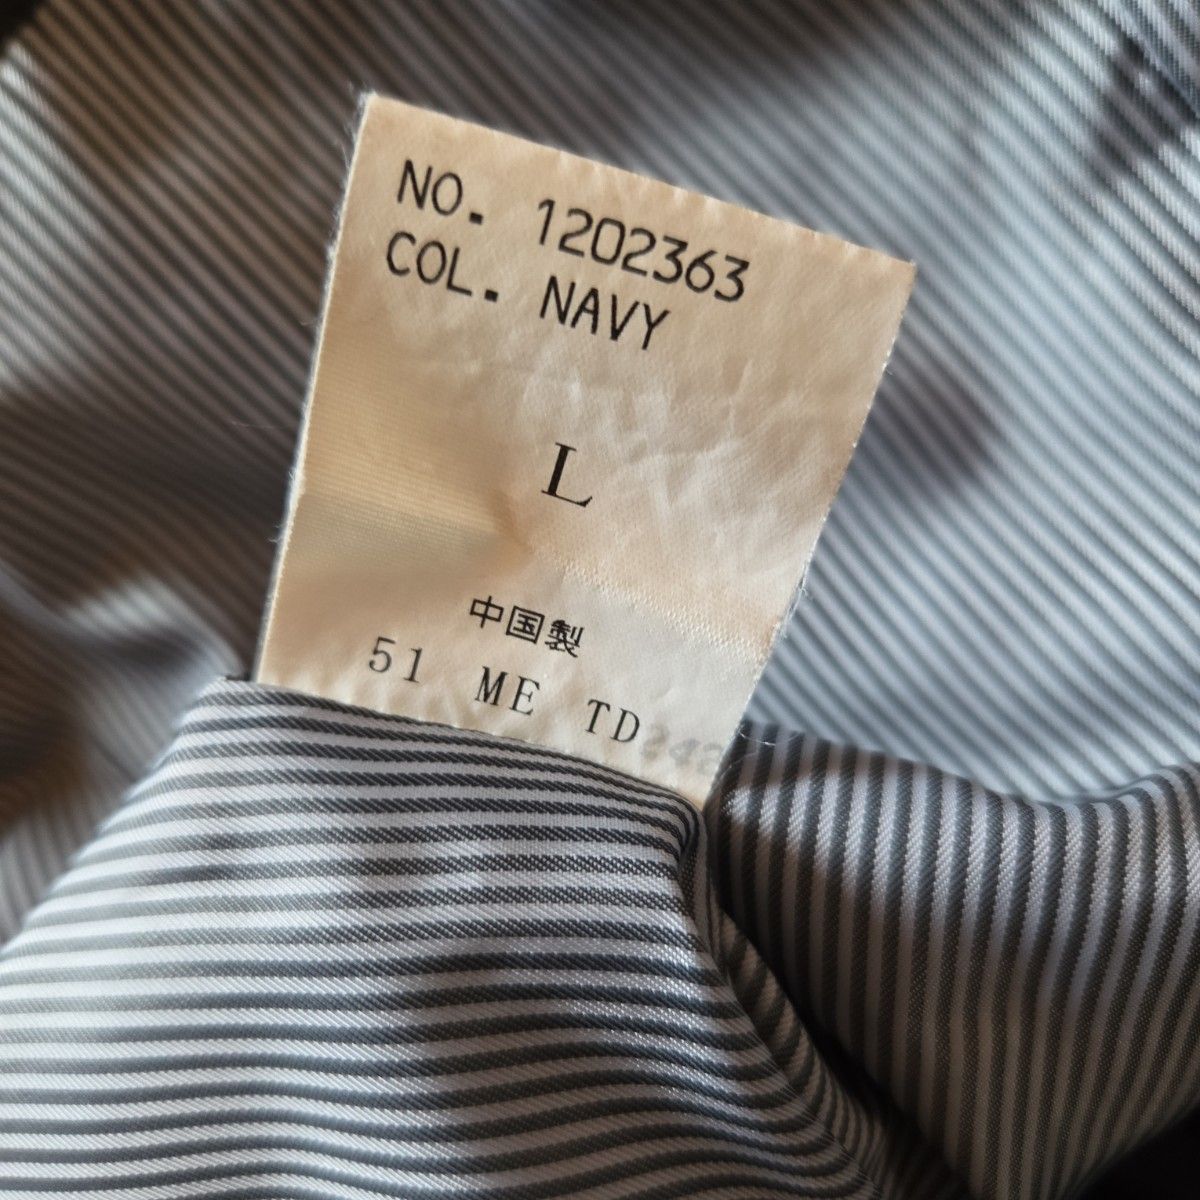 NO. 1202363
COL. NAVY
L
中国製
51 ME TD